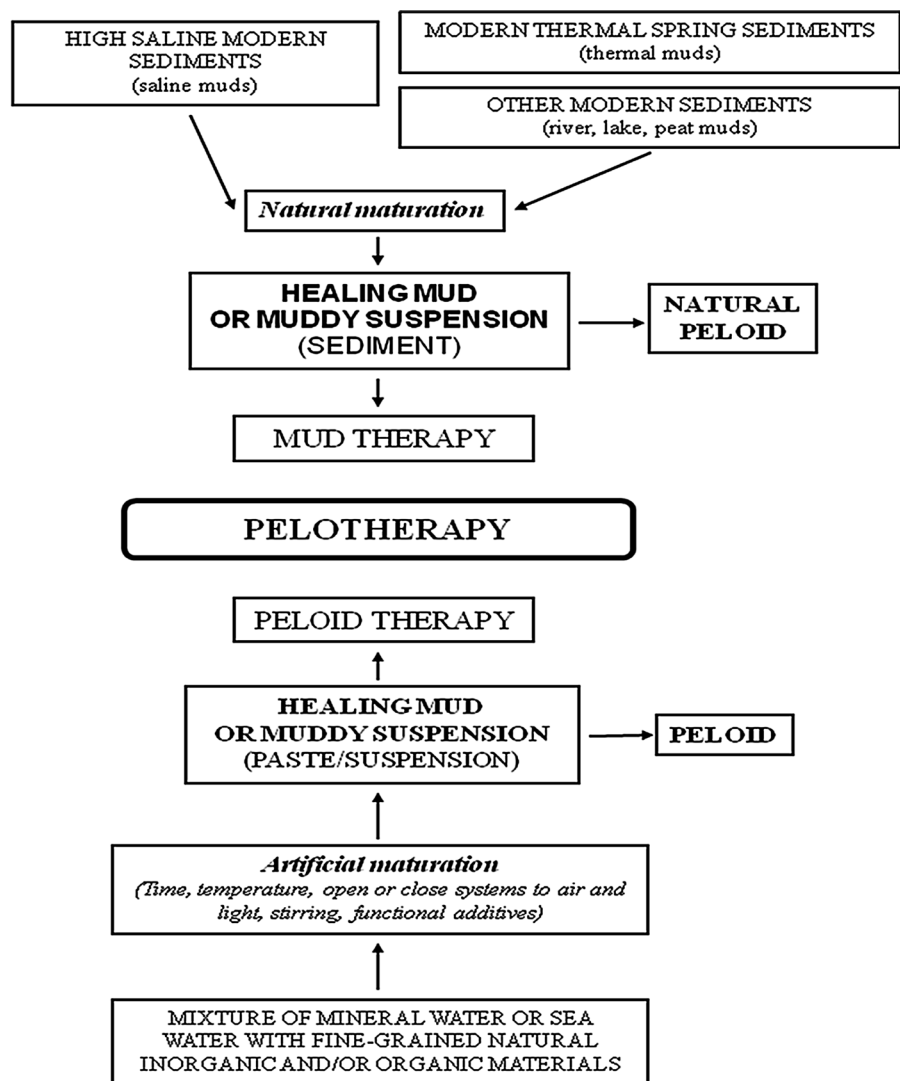 HIGH SALINE MODERN
SEDIMENTS
(saline muds)
MODERN THERMAL SPRING SEDIMENTS
(thermal muds)
OTHER MODERN SEDIMENTS
(river, lake, peat muds)
Natural maturation
HEALING MUD
OR MUDDY SUSPENSION
(SEDIMENT)
NATURAL
PELOID
MUD THERAPY
PELOTHERAPY
PELOID THERAPY
HEALING MUD
OR MUDDY SUSPENSION
(PASTE/SUSPENSION)
PELOID
Artificial maturation
(Time, temperature, open or close systems to air and
light, stirring, functional additives)
MIXTURE OF MINERAL WATER OR SEA
WATER WITH FINE-GRAINED NATURAL
INORGANIC AND/OR ORGANIC MATERIALS